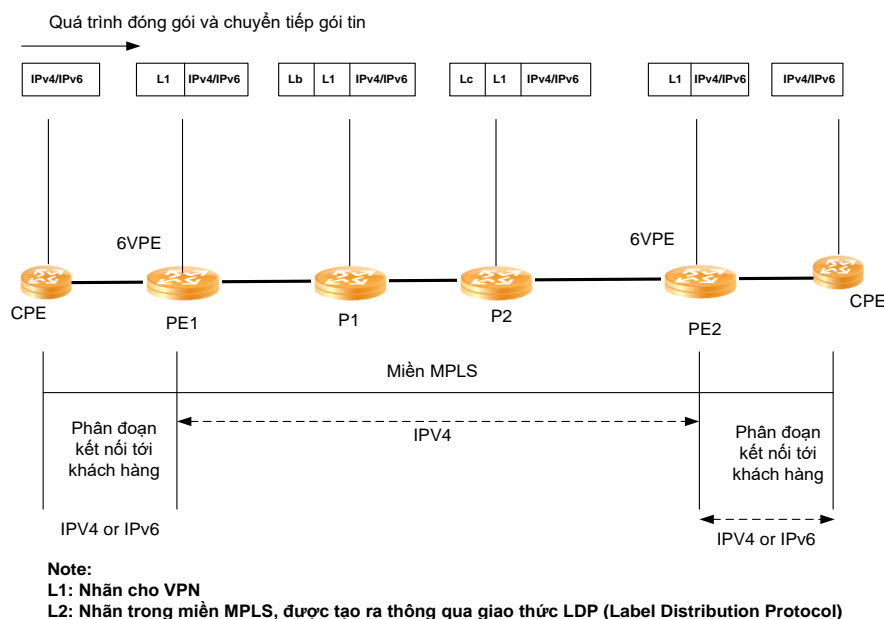 Quá trình đóng gói và chuyển tiếp gói tin
IPv4/IPv6
L1 IPv4/IPv6
Lb L1 IPv4/IPv6
Lc L1 IPv4/IPv6
L1 IPv4/IPv6
IPv4/IPv6
6VPE
6VPE
CPE
PE1
P1
P2
PE2
CPE
Miền MPLS
IPV4
Phân đoạn
kết nối tới
khách hàng
Phân đoạn
kết nối tới
khách hàng
IPV4 or IPv6
IPV4 or IPv6
Note:
L1: Nhãn cho VPN
L2: Nhãn trong miền MPLS, được tạo ra thông qua giao thức LDP (Label Distribution Protocol)